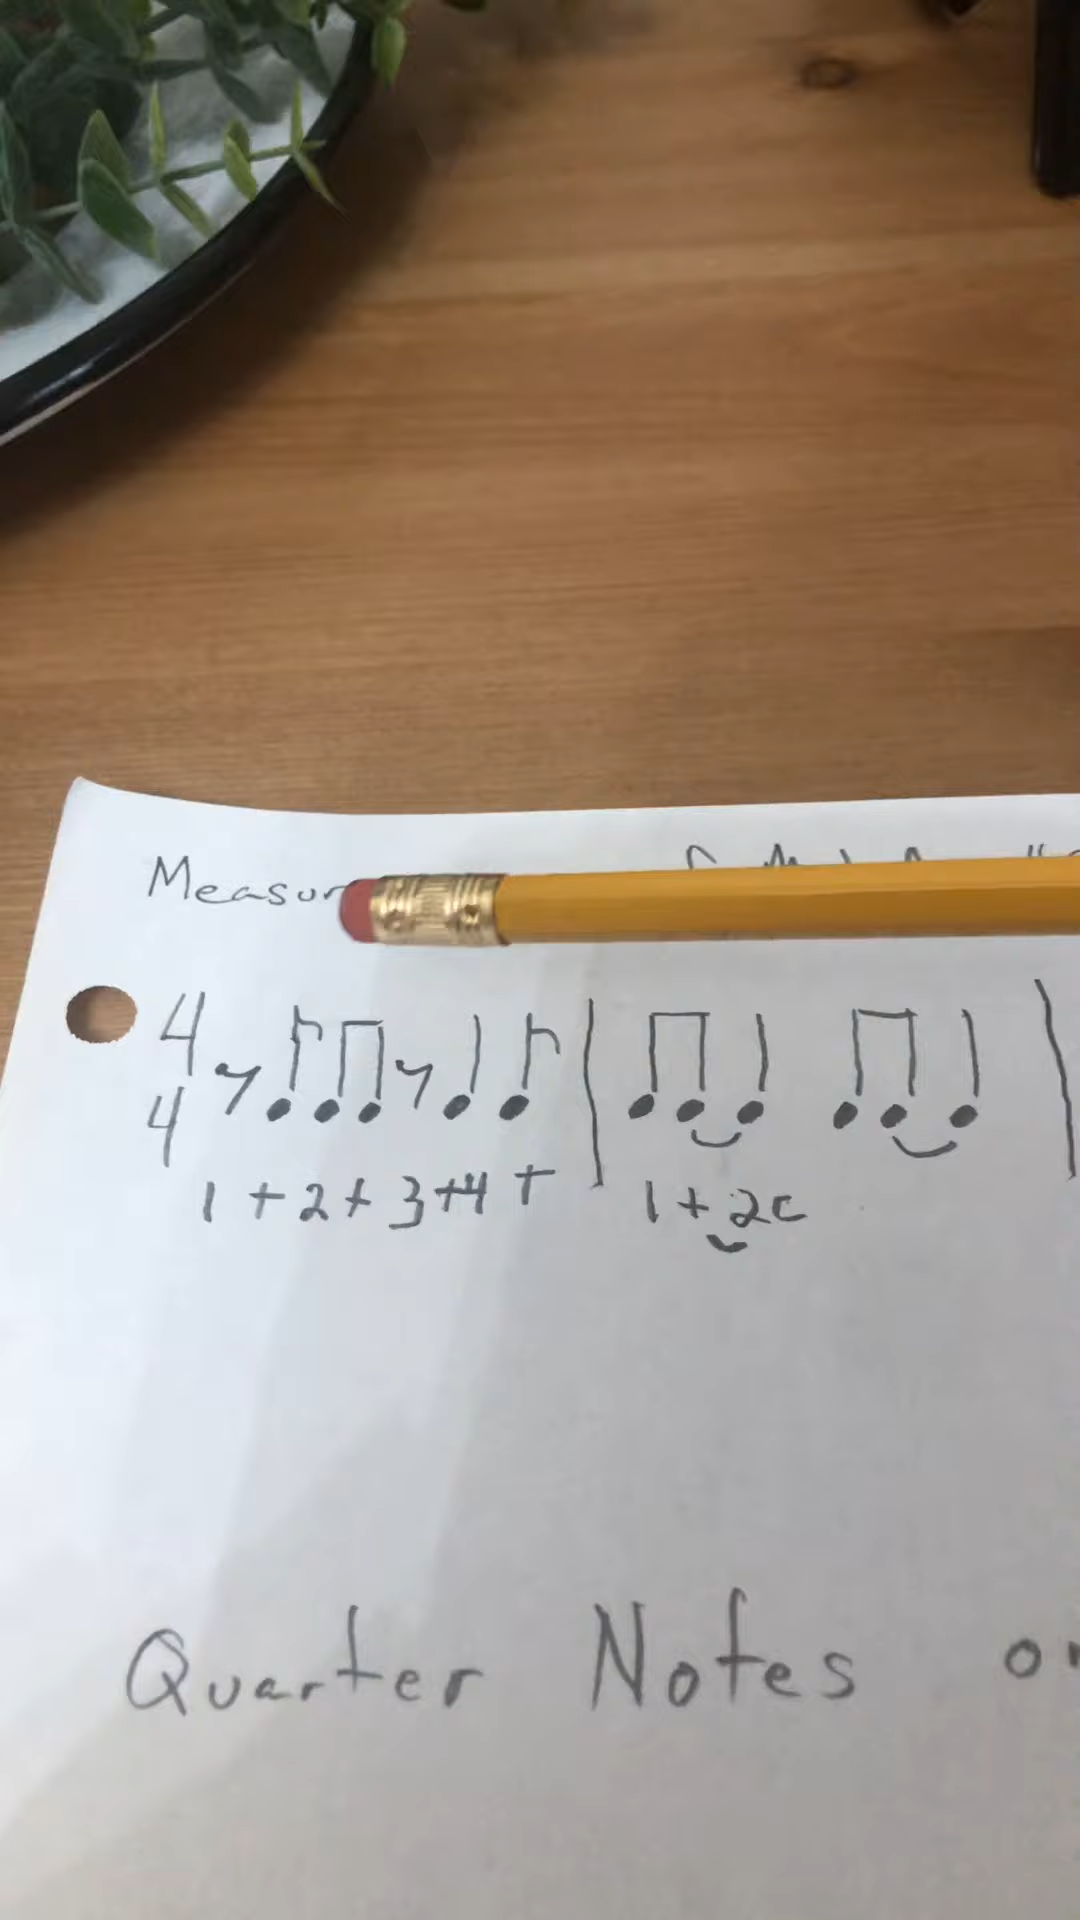 Measur
4
4
1 + 2 + 3 + 4 + 1 + 2
Quarter Notes